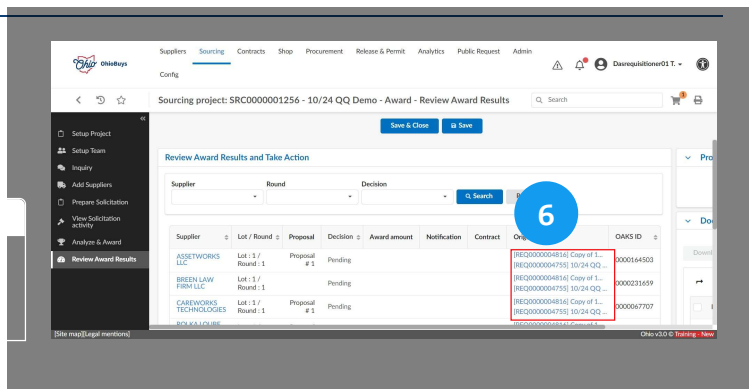 Ohio OhioBuys
Suppliers Sourcing Contracts Shop Procurement Release & Permit Analytics Public Request Admin
Config
Dasrequisitioner01 T.
Sourcing project: SRC0000001256 - 10/24 QQ Demo - Award - Review Award Results
Search
1
Setup Project
Setup Team
Inquiry
Add Suppliers
Prepare Solicitation
View Solicitation activity
Analyze & Award
Review Award Results
Save & Close Save
Review Award Results and Take Action
Supplier Round Decision
Search
6
Supplier Lot / Round Proposal Decision Award amount Notification Contract OAKS ID
ASSETWORKS LLC Lot : 1 / Round : 1 Proposal # 1 Pending [REQ0000004816] Copy of 1... [REQ0000004755] 10/24 QQ ... 0000164503
BREEN LAW FIRM LLC Lot : 1 / Round : 1 Pending [REQ0000004816] Copy of 1... [REQ0000004755] 10/24 QQ ... 0000231659
CAREWORKS TECHNOLOGIES Lot : 1 / Round : 1 Proposal # 1 Pending [REQ0000004816] Copy of 1... [REQ0000004755] 10/24 QQ ... 0000067707
[Site map][Legal mentions]
Ohio v3.0 © Training - New